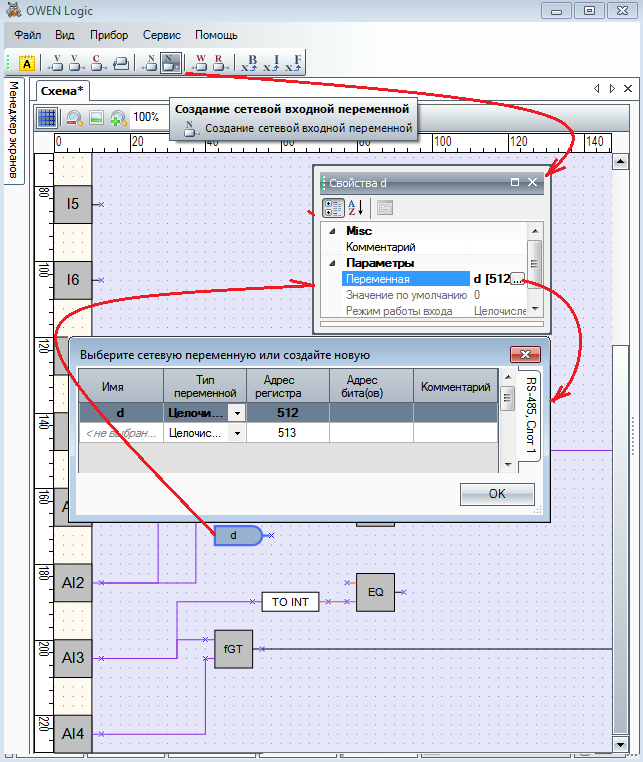 OWEN Logic
Файл Вид Прибор Сервис Помощь
A V V C N N W R B I F
x x x
Менеджер экранов
Схема*
100%
Создание сетевой входной переменной
N Создание сетевой входной переменной
0 20 40 60 80 100 120 140
80
I5
Свойства d
A
Z
Misc
Комментарий
100
I6
Параметры
Переменная d [512 ...
Значение по умолчанию 0
Режим работы входа Целочисле
120
Выберите сетевую переменную или создайте новую
Имя Тип переменной Адрес регистра Адрес бита(ов) Комментарий
d Целочи... 512
<не выбран... Целочис... 513
RS-485, Слот 1
140
OK
160
A
d
180
AI2
TO INT
EQ
200
AI3
fGT
220
AI4